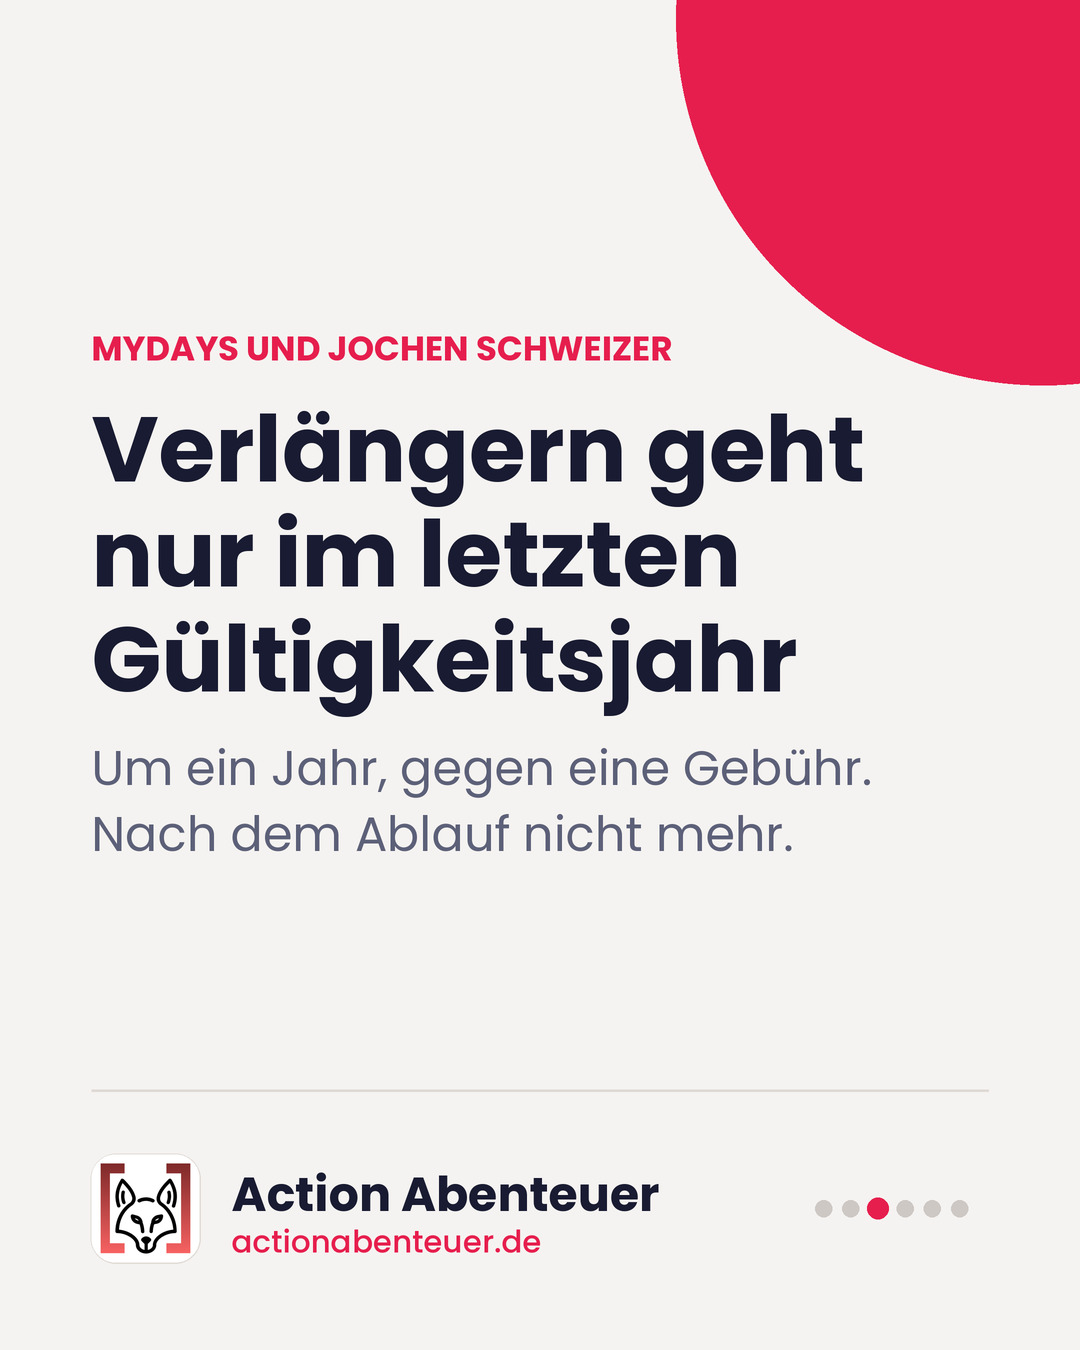 MYDAYS UND JOCHEN SCHWEIZER
Verlängern geht
nur im letzten
Gültigkeitsjahr
Um ein Jahr, gegen eine Gebühr.
Nach dem Ablauf nicht mehr.
Action Abenteuer
actionabenteuer.de